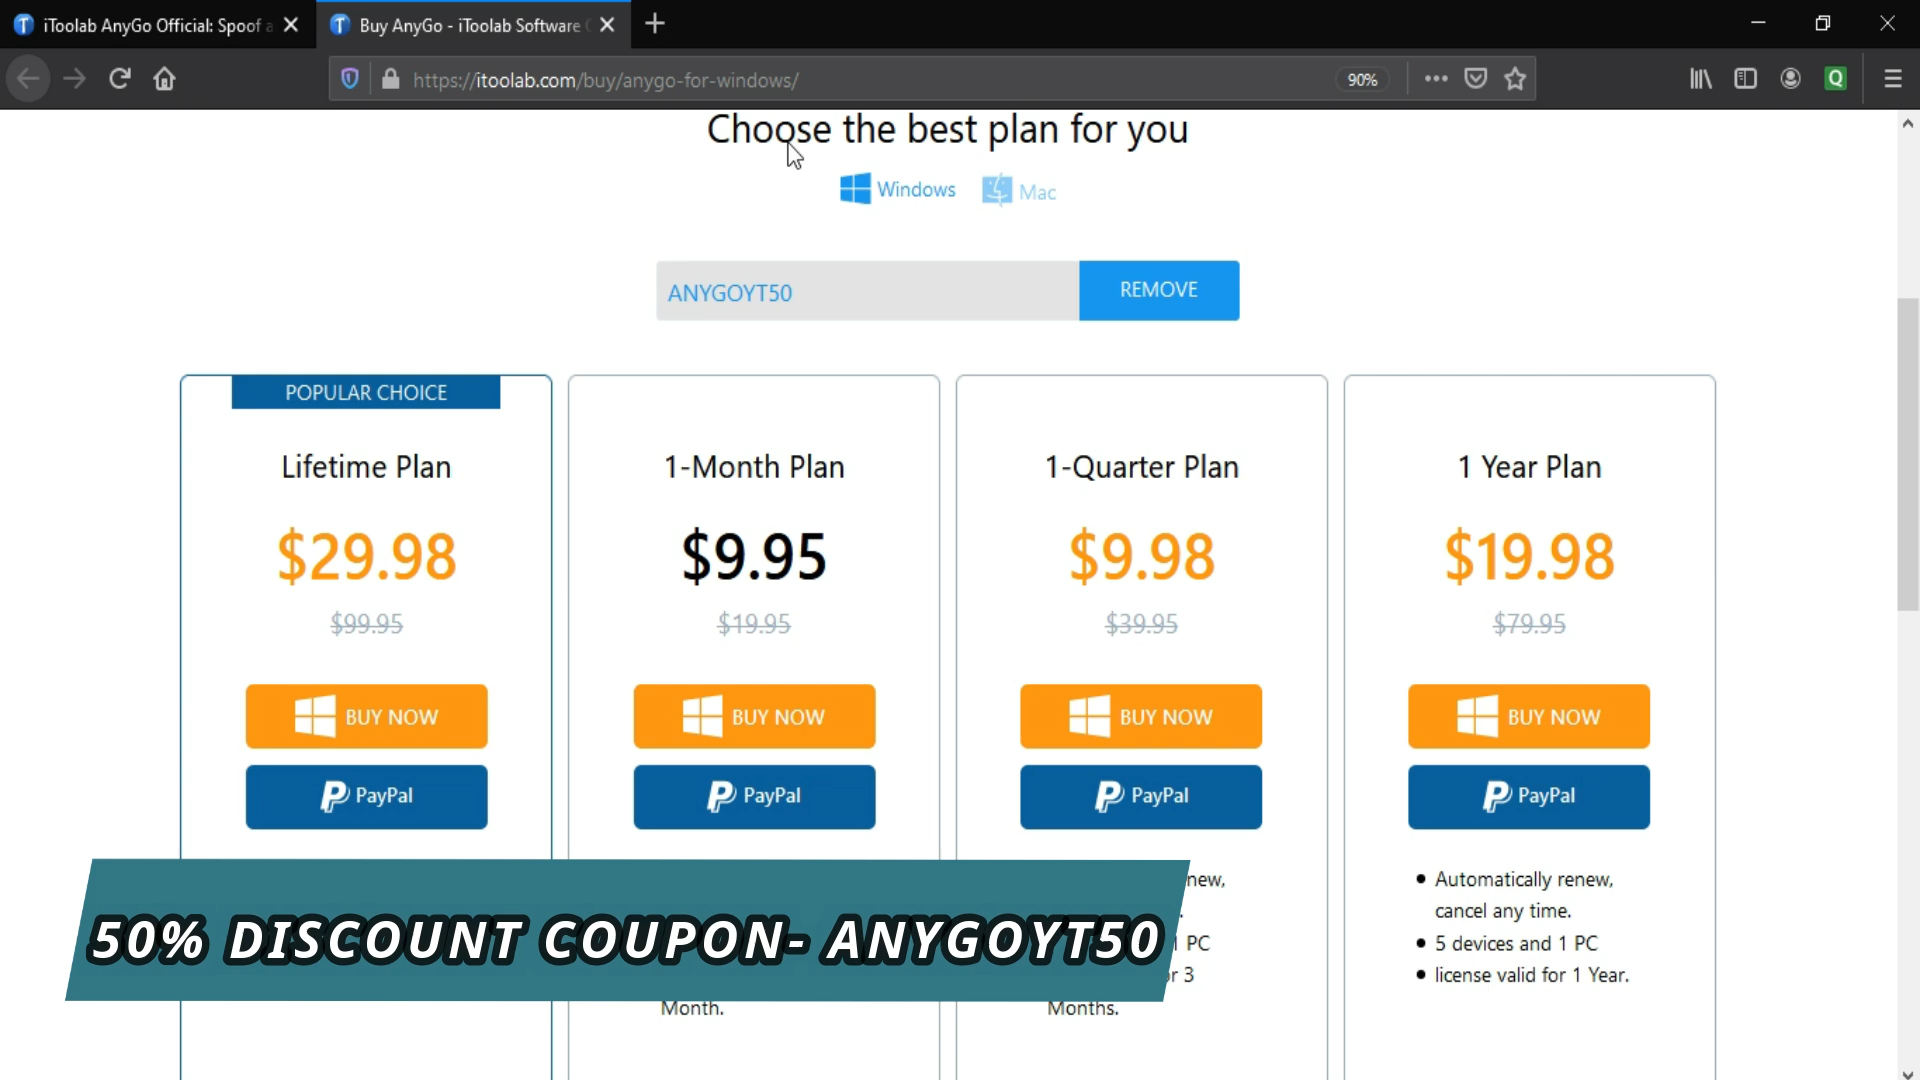 iToolab AnyGo Official: Spoof a
Buy AnyGo - iToolab Software
https://itoolab.com/buy/anygo-for-windows/
90%
Q
Choose the best plan for you
Windows
Mac
ANYGOYT50
REMOVE
POPULAR CHOICE
Lifetime Plan
$29.98
$99.95
BUY NOW
PayPal
1-Month Plan
$9.95
$19.95
BUY NOW
PayPal
Month.
1-Quarter Plan
$9.98
$39.95
BUY NOW
PayPal
new,
1 PC
r 3
Months.
1 Year Plan
$19.98
$79.95
BUY NOW
PayPal
Automatically renew,
cancel any time.
5 devices and 1 PC
license valid for 1 Year.
50% DISCOUNT COUPON- ANYGOYT50